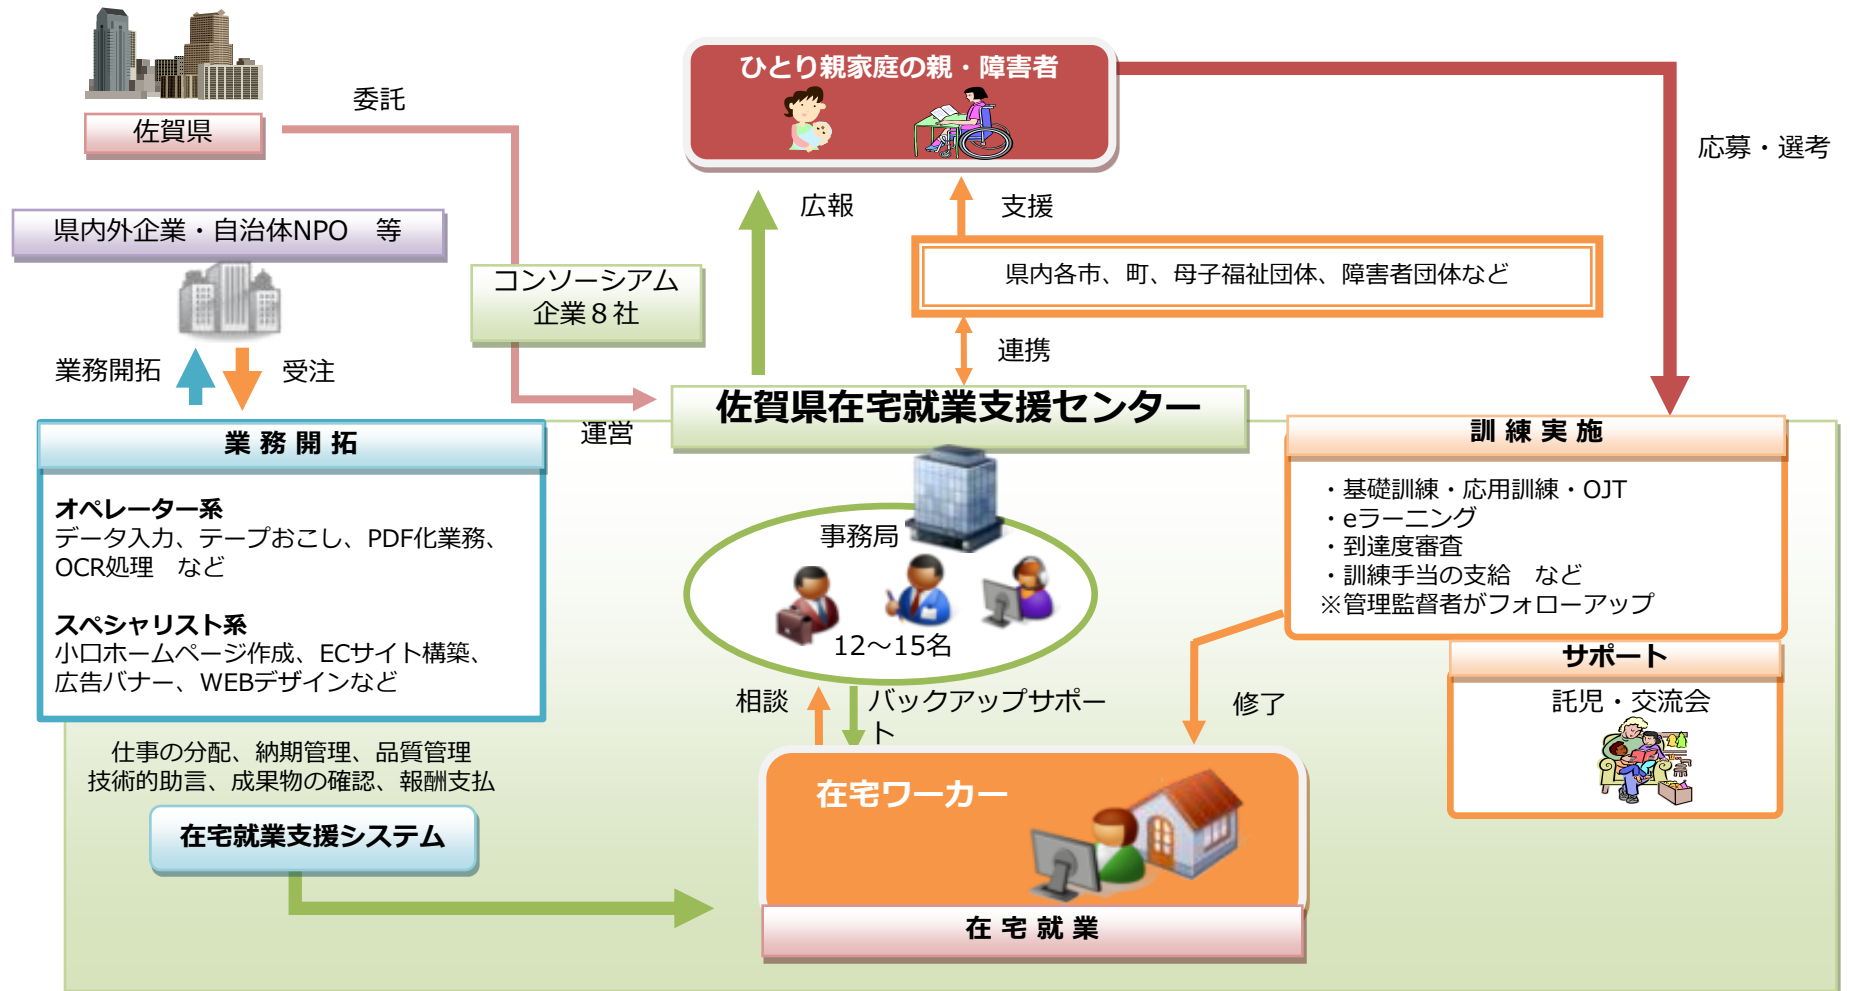 佐賀県
委託
ひとり親家庭の親・障害者
応募・選考
県内外企業・自治体NPO　等
広報
支援
コンソーシアム
企業８社
県内各市、町、母子福祉団体、障害者団体など
業務開拓
受注
連携
運営
佐賀県在宅就業支援センター
業 務 開 拓
オペレーター系
データ入力、テープおこし、PDF化業務、
OCR処理　など
スペシャリスト系
小口ホームページ作成、ECサイト構築、
広告バナー、WEBデザインなど
事務局
12～15名
訓 練 実 施
・基礎訓練・応用訓練・OJT
・eラーニング
・到達度審査
・訓練手当の支給　など
※管理監督者がフォローアップ
サポート
託児・交流会
相談
バックアップサポー
ト
修了
仕事の分配、納期管理、品質管理
技術的助言、成果物の確認、報酬支払
在宅就業支援システム
在宅ワーカー
在 宅 就 業